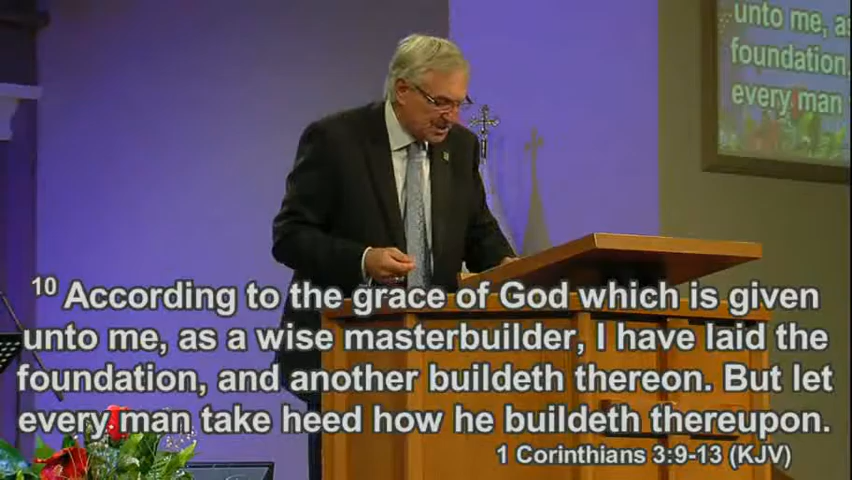 unto me, as
foundation,
every man
10 According to the grace of God which is given
unto me, as a wise masterbuilder, I have laid the
foundation, and another buildeth thereon. But let
every man take heed how he buildeth thereupon.
1 Corinthians 3:9-13 (KJV)